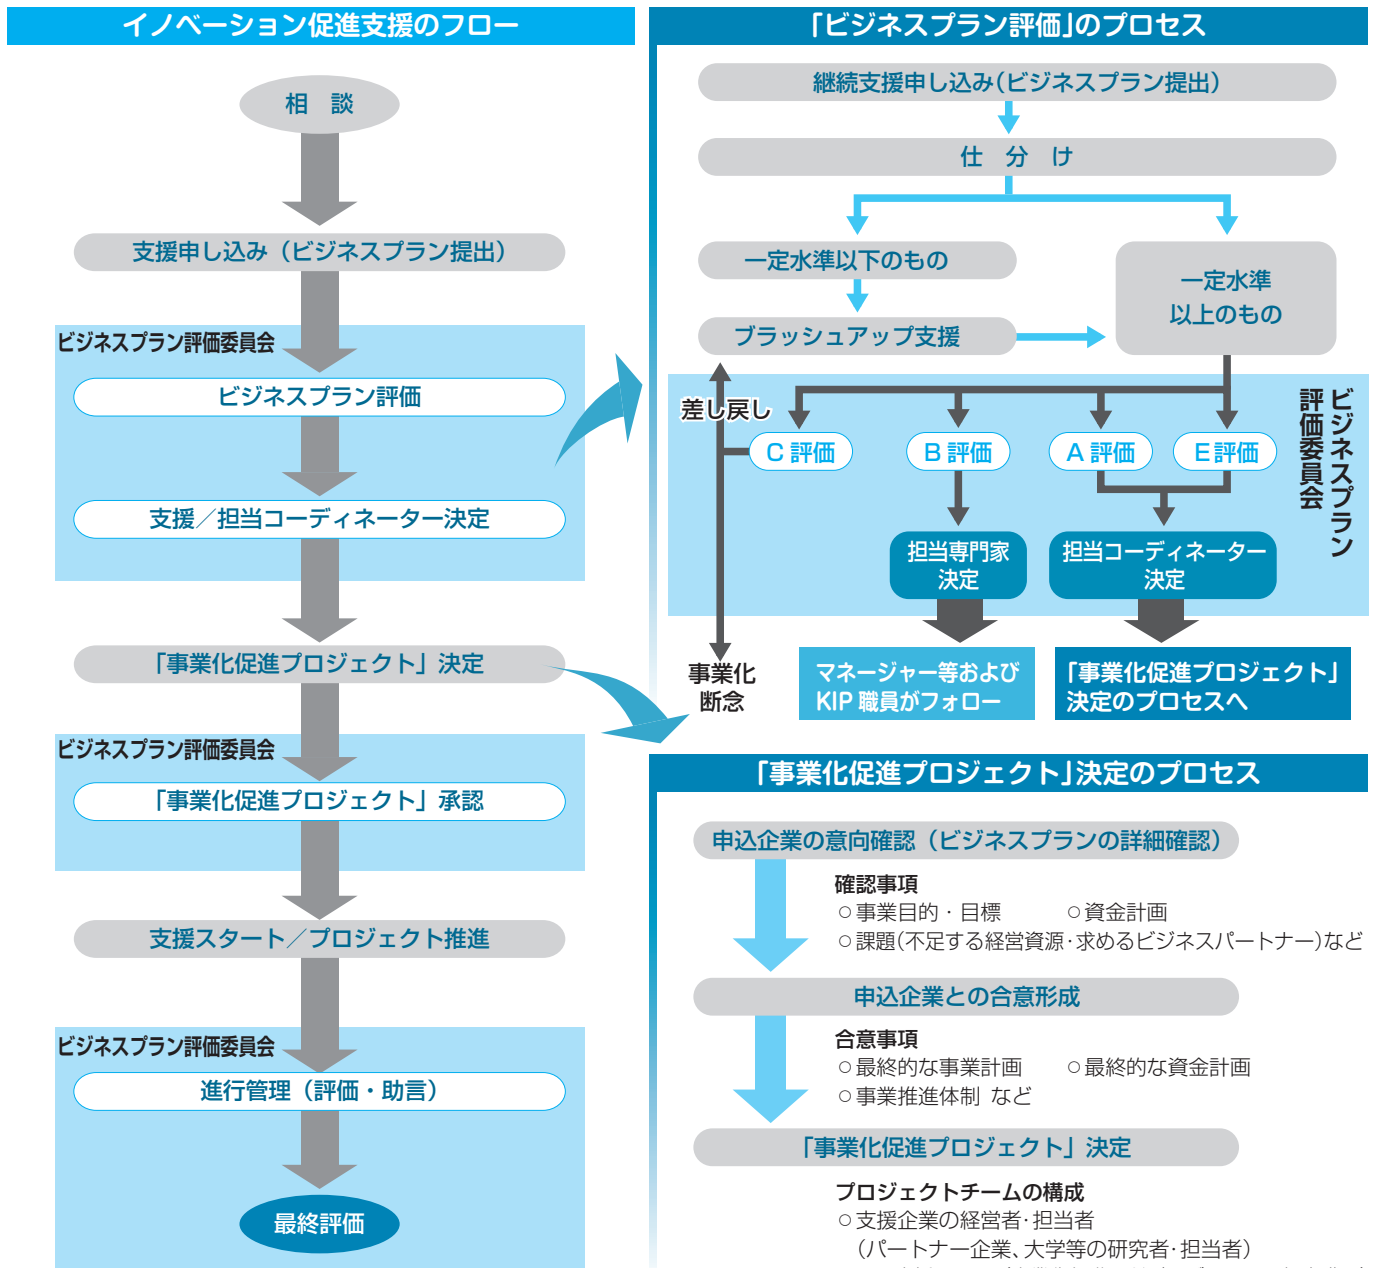 イノベーション促進支援のフロー
相 談
支援申し込み（ビジネスプラン提出）
ビジネスプラン評価委員会
ビジネスプラン評価
支援／担当コーディネーター決定
「事業化促進プロジェクト」決定
ビジネスプラン評価委員会
「事業化促進プロジェクト」承認
支援スタート／プロジェクト推進
ビジネスプラン評価委員会
進行管理（評価・助言）
最終評価
「ビジネスプラン評価」のプロセス
継続支援申し込み（ビジネスプラン提出）
仕 分 け
一定水準以下のもの
一定水準
以上のもの
ブラッシュアップ支援
差し戻し
ビジネスプラン
評価委員会
C 評価
B 評価
A 評価
E 評価
担当専門家
決定
担当コーディネーター
決定
事業化
断念
マネージャー等および
KIP 職員がフォロー
「事業化促進プロジェクト」
決定のプロセスへ
「事業化促進プロジェクト」決定のプロセス
申込企業の意向確認（ビジネスプランの詳細確認）
確認事項
○事業目的・目標 ○資金計画
○課題（不足する経営資源・求めるビジネスパートナー）など
申込企業との合意形成
合意事項
○最終的な事業計画 ○最終的な資金計画
○事業推進体制 など
「事業化促進プロジェクト」決定
プロジェクトチームの構成
○支援企業の経営者・担当者
（パートナー企業、大学等の研究者・担当者）